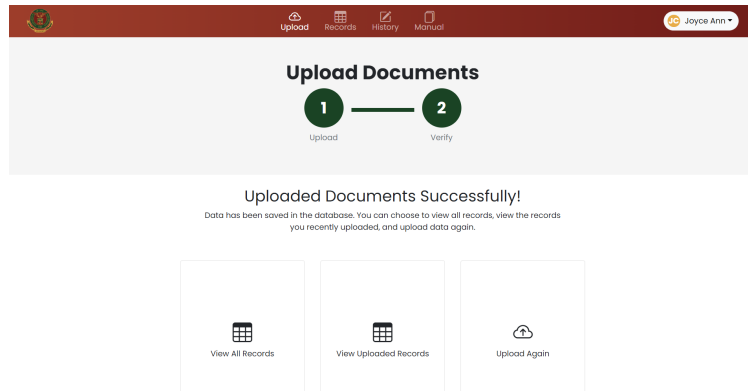 Upload
Records
History
Manual
JC Joyce Ann
Upload Documents
1
2
Upload
Verify
Uploaded Documents Successfully!
Data has been saved in the database. You can choose to view all records, view the records
you recently uploaded, and upload data again.
View All Records
View Uploaded Records
Upload Again